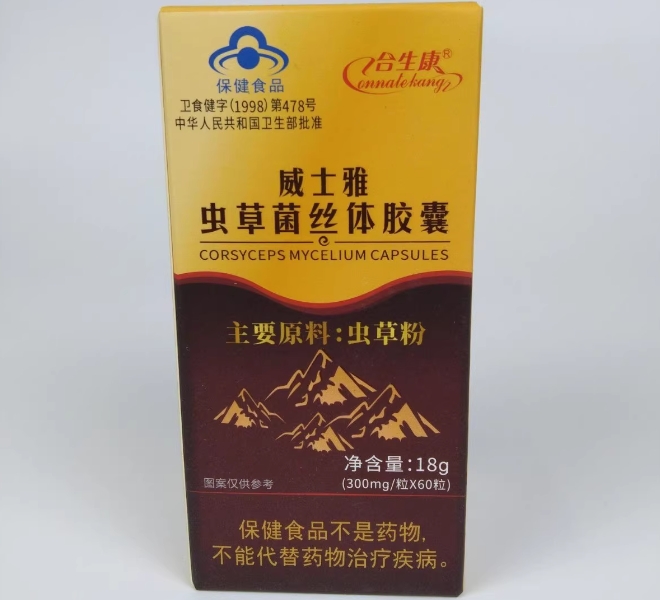 保健食品
卫食健字(1998)第478号
中华人民共和国卫生部批准
合生康®
onnatekang
威士雅
虫草菌丝体胶囊
CORSYCEPS MYCELIUM CAPSULES
主要原料:虫草粉
净含量:18g
(300mg/粒X60粒)
图案仅供参考
保健食品不是药物,
不能代替药物治疗疾病。